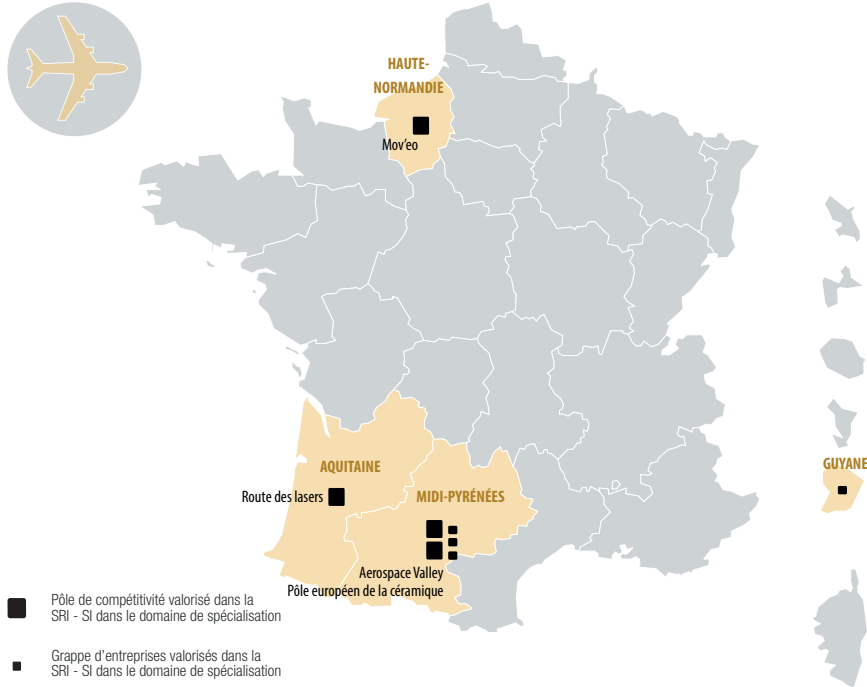 HAUTE-
NORMANDIE
Mov'eo
AQUITAINE
Route des lasers
MIDI-PYRÉNÉES
Aerospace Valley
Pôle européen de la céramique
GUYANE
Pôle de compétitivité valorisé dans la
SRI - SI dans le domaine de spécialisation
Grappe d'entreprises valorisés dans la
SRI - SI dans le domaine de spécialisation